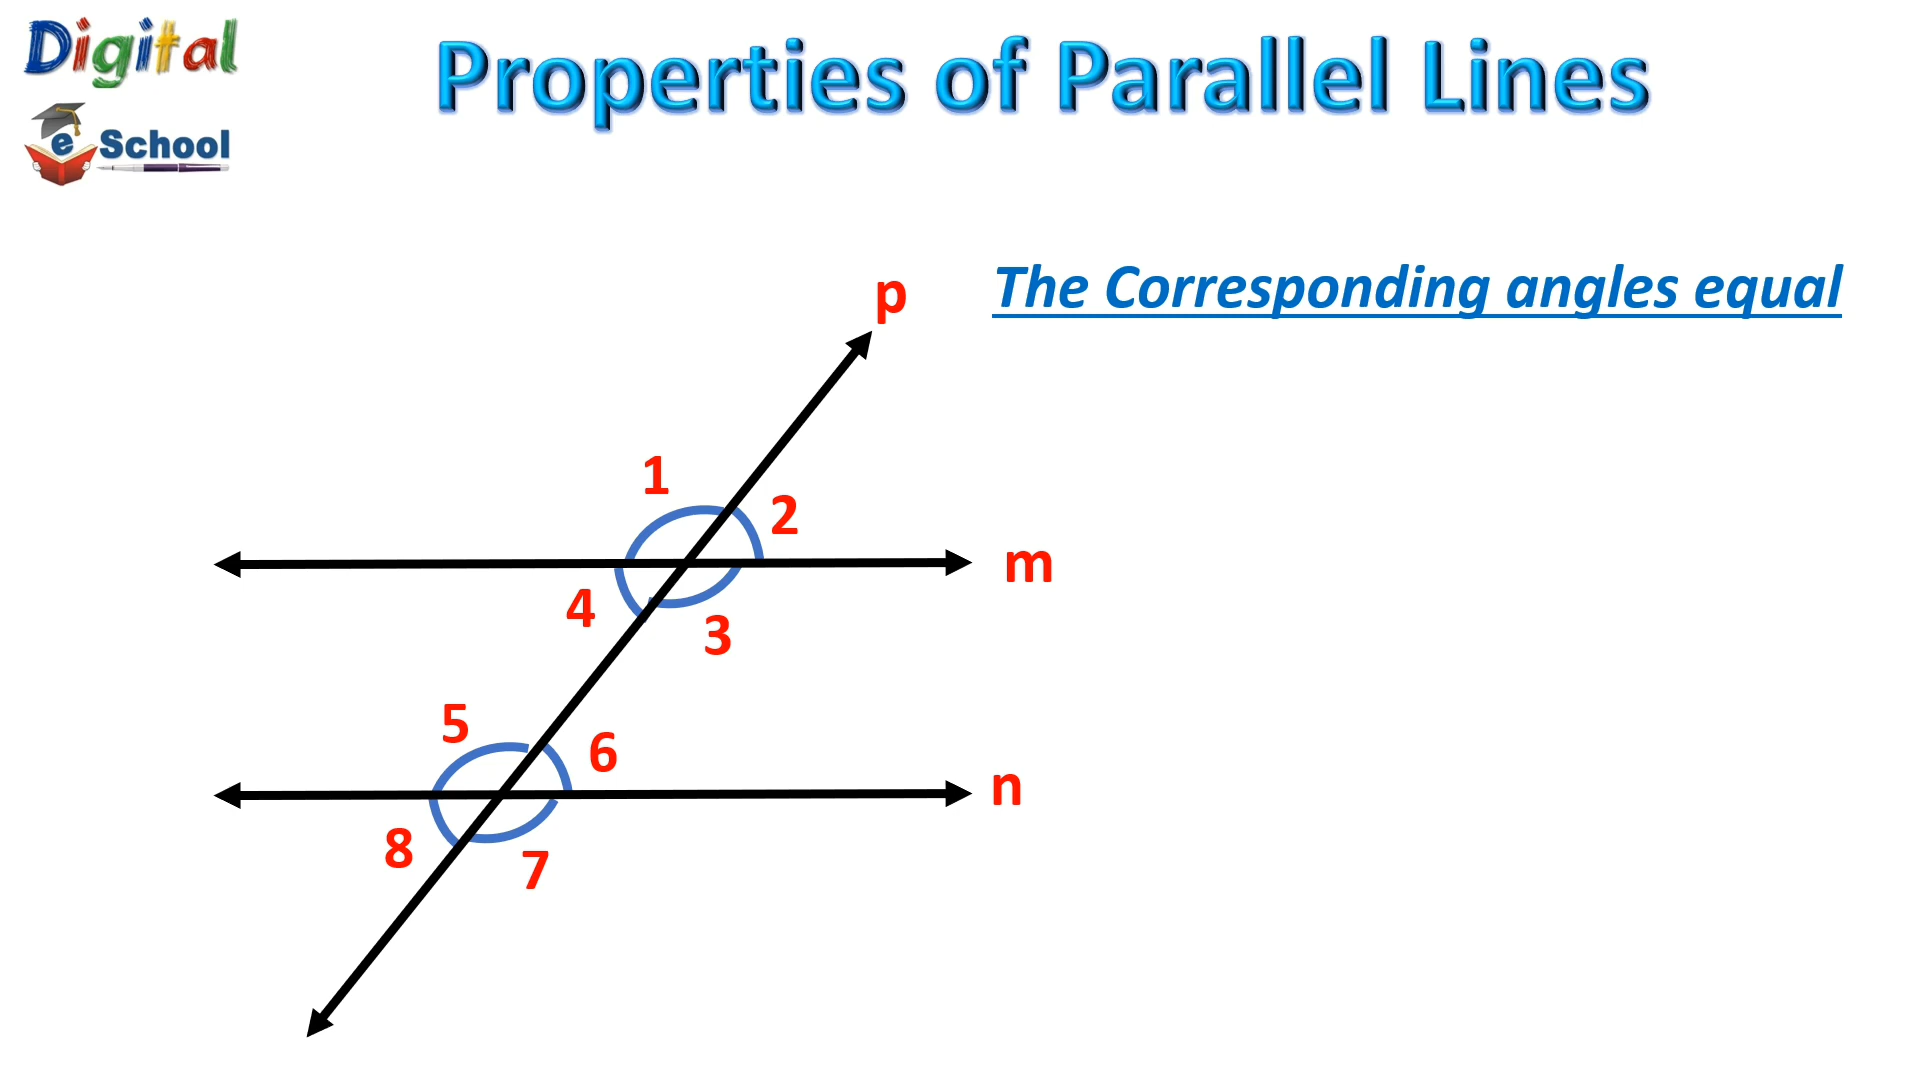 Digital
e School
Properties of Parallel Lines
The Corresponding angles equal
p
1
2
m
4
3
5
6
n
8
7